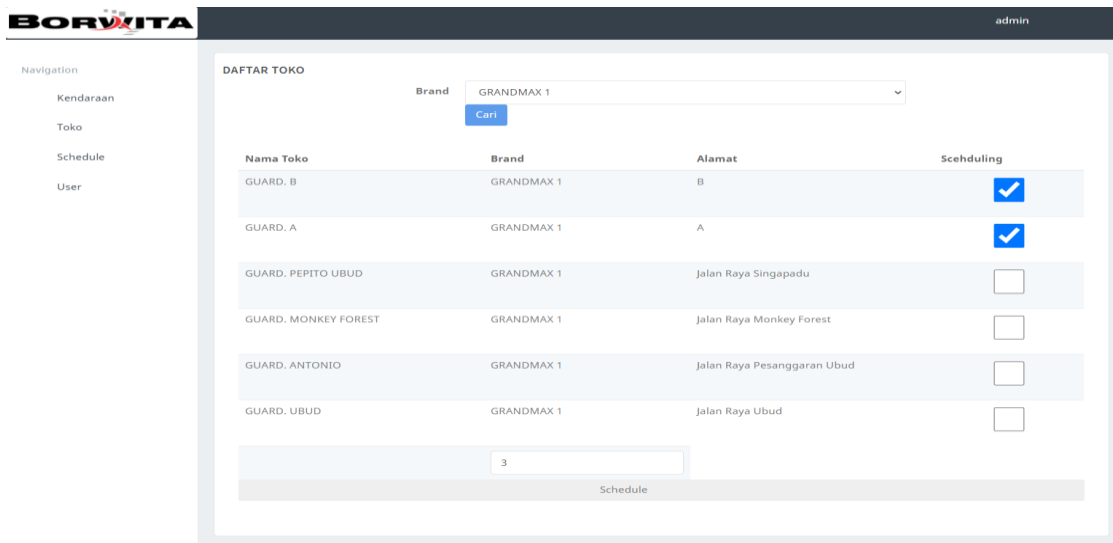 BORWITA
admin
Navigation
Kendaraan
Toko
Schedule
User
DAFTAR TOKO
Brand GRANDMAX 1
Cari
Nama Toko Brand Alamat Scehduling
GUARD. B GRANDMAX 1 B
GUARD. A GRANDMAX 1 A
GUARD. PEPITO UBUD GRANDMAX 1 Jalan Raya Singapadu
GUARD. MONKEY FOREST GRANDMAX 1 Jalan Raya Monkey Forest
GUARD. ANTONIO GRANDMAX 1 Jalan Raya Pesanggaran Ubud
GUARD. UBUD GRANDMAX 1 Jalan Raya Ubud
3
Schedule